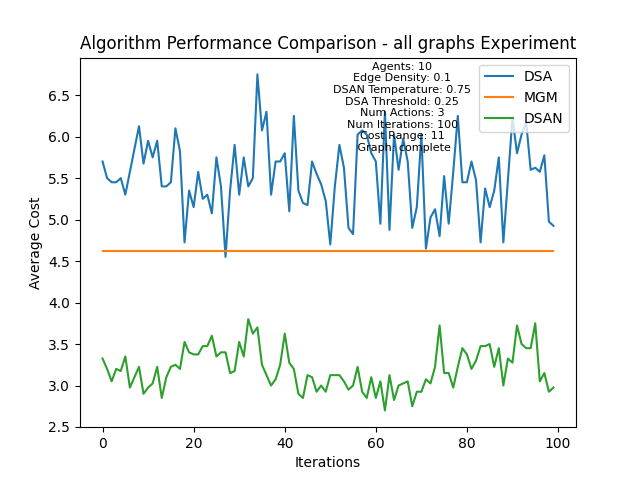 Algorithm Performance Comparison - all graphs Experiment
Agents: 10
Edge Density: 0.1
DSAN Temperature: 0.75
DSA Threshold: 0.25
Num Actions: 3
Num Iterations: 100
Cost Range: 11
Graph: complete
DSA
MGM
DSAN
Average Cost
6.5
6.0
5.5
5.0
4.5
4.0
3.5
3.0
2.5
0
20
40
60
80
100
Iterations